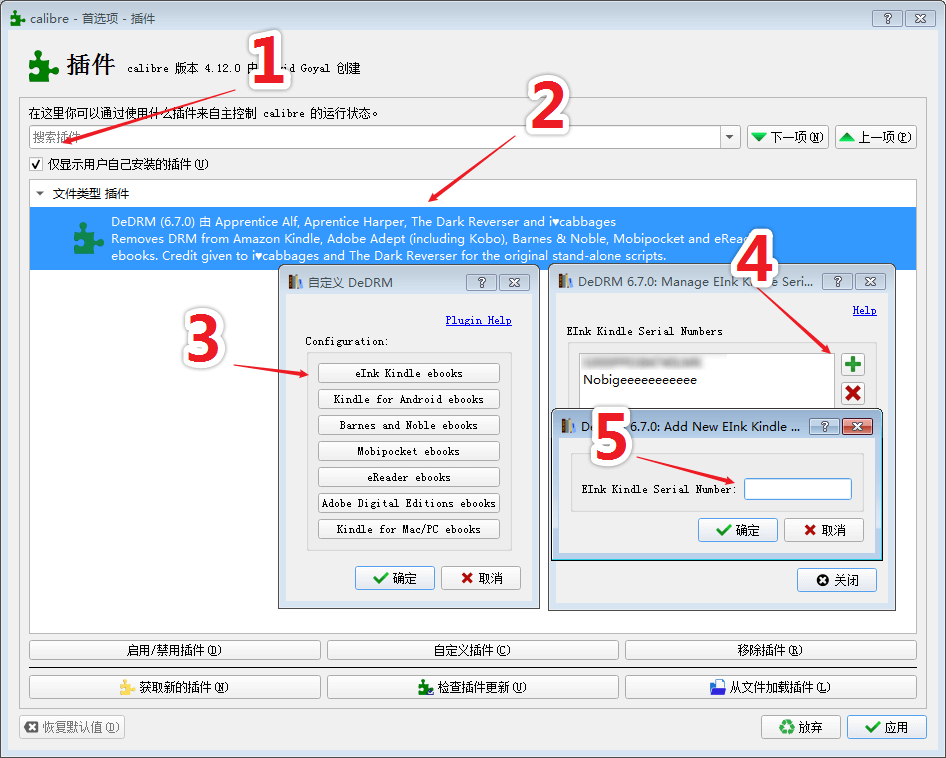 calibre - 首选项 - 插件
插件 calibre 版本 4.12.0 由 id Goyal 创建
1
2
在这里你可以通过使用什么插件来自主控制 calibre 的运行状态。
搜索插件
下一项 (N)
上一项 (P)
仅显示用户自己安装的插件 (U)
文件类型 插件
DeDRM (6.7.0) 由 Apprentice Alf, Aprentice Harper, The Dark Reverser and i♥cabbages
Removes DRM from Amazon Kindle, Adobe Adept (including Kobo), Barnes & Noble, Mobipocket and eRea
ebooks. Credit given to i♥cabbages and The Dark Reverser for the original stand-alone scripts.
3
自定义 DeDRM
Plugin Help
Configuration:
eInk Kindle ebooks
Kindle for Android ebooks
Barnes and Noble ebooks
Mobipocket ebooks
eReader ebooks
Adobe Digital Editions ebooks
Kindle for Mac/PC ebooks
确定
取消
4
DeDRM 6.7.0: Manage EInk Kindle Seri...
Help
EInk Kindle Serial Numbers
Nobigeeeeeeeeeee
5
De 6.7.0: Add New EInk Kindle ...
EInk Kindle Serial Number:
确定
取消
关闭
启用/禁用插件 (D)
自定义插件 (C)
移除插件 (R)
获取新的插件 (N)
检查插件更新 (U)
从文件加载插件 (L)
恢复默认值 (D)
放弃
应用